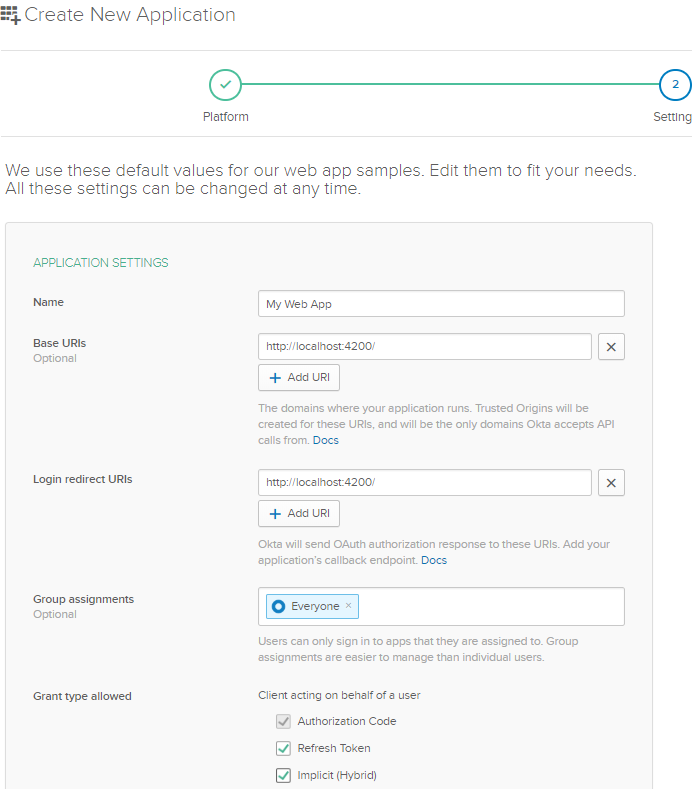 Create New Application
2
Platform
Setting
We use these default values for our web app samples. Edit them to fit your needs.
All these settings can be changed at any time.
APPLICATION SETTINGS
Name
My Web App
Base URIs
Optional
http://localhost:4200/
+ Add URI
The domains where your application runs. Trusted Origins will be
created for these URIs, and will be the only domains Okta accepts API
calls from. Docs
Login redirect URIs
http://localhost:4200/
+ Add URI
Okta will send OAuth authorization response to these URIs. Add your
application's callback endpoint. Docs
Group assignments
Optional
Everyone ×
Users can only sign in to apps that they are assigned to. Group
assignments are easier to manage than individual users.
Grant type allowed
Client acting on behalf of a user
Authorization Code
Refresh Token
Implicit (Hybrid)